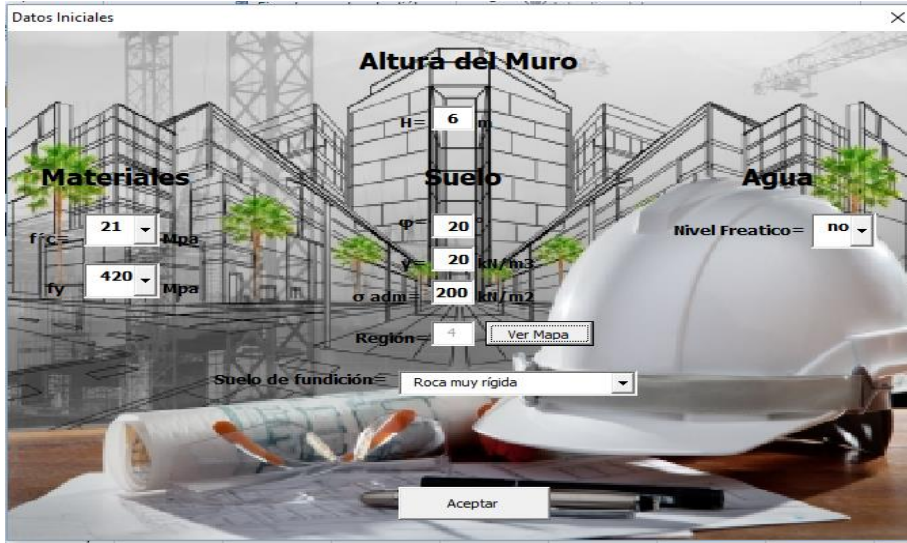 Datos Iniciales
Altura del Muro
H= 6 m
Materiales
Suelo
Agua
f'c= 21 Mpa
φ= 20 °
Nivel Freatico= no
γ= 20 kN/m3
fy 420 Mpa
σ adm= 200 kN/m2
Región= 4 Ver Mapa
Suelo de fundición= Roca muy rígida
Aceptar